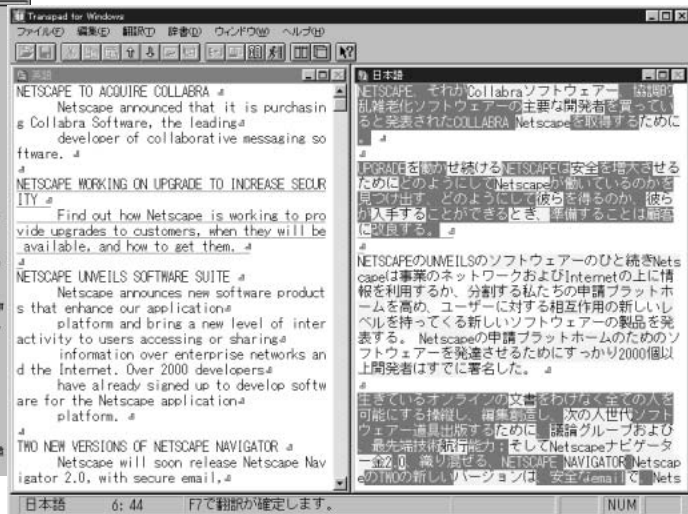 Transpad for Windows
ファイル(F) 編集(E) 翻訳(T) 辞書(D) ウィンドウ(W) ヘルプ(H)
英語
NETSCAPE TO ACQUIRE COLLABRA
Netscape announced that it is purchasin
g Collabra Software, the leading
developer of collaborative messaging so
ftware.
NETSCAPE WORKING ON UPGRADE TO INCREASE SECUR
ITY
Find out how Netscape is working to pro
vide upgrades to customers, when they will be
available, and how to get them.
NETSCAPE UNVEILS SOFTWARE SUITE
Netscape announces new software product
s that enhance our application
platform and bring a new level of inter
activity to users accessing or sharing
information over enterprise networks an
d the Internet. Over 2000 developers
have already signed up to develop softw
are for the Netscape application
platform.
TWO NEW VERSIONS OF NETSCAPE NAVIGATOR
Netscape will soon release Netscape Nav
igator 2.0, with secure email,
日本語
NETSCAPE、それがCollabraソフトウェアー、協調的
乱雑老化ソフトウェアーの主要な開発者を買ってい
ると発表されたCOLLABRA Netscapeを取得するために
。
UPGRADEを働かせ続けるNETSCAPEは安全を増大させる
ためにどのようにしてNetscapeが働いているのかを
見つけ出す、どのようにして彼らを得るのか、彼ら
が入手することができるとき、準備することは顧客
に改良する。
NETSCAPEのUNVEILSのソフトウェアーのひと続きNets
capeは事業のネットワークおよびInternetの上に情
報を利用するか、分割する私たちの申請プラットホ
ームを高め、ユーザーに対する相互作用の新しいレ
ベルを持ってくる新しいソフトウェアーの製品を発
表する。 Netscapeの申請プラットホームのためのソ
フトウェアーを発達させるためにすっかり2000個以
上開発者はすでに署名した。
生きているオンラインの文書をわけなく全ての人を
可能にする操縦し、編集創造し、次の人世代ソフト
ウェアー道具出版するために、議論グループおよび
、最先端技術航行能力；そしてNetscapeナビゲータ
ー金2.0、織り混ぜる、NETSCAPE NAVIGATOR Netscap
eのTWOの新しいバージョンは、安全なemailで、Nets
日本語 6: 44 F7で翻訳が確定します。 NUM